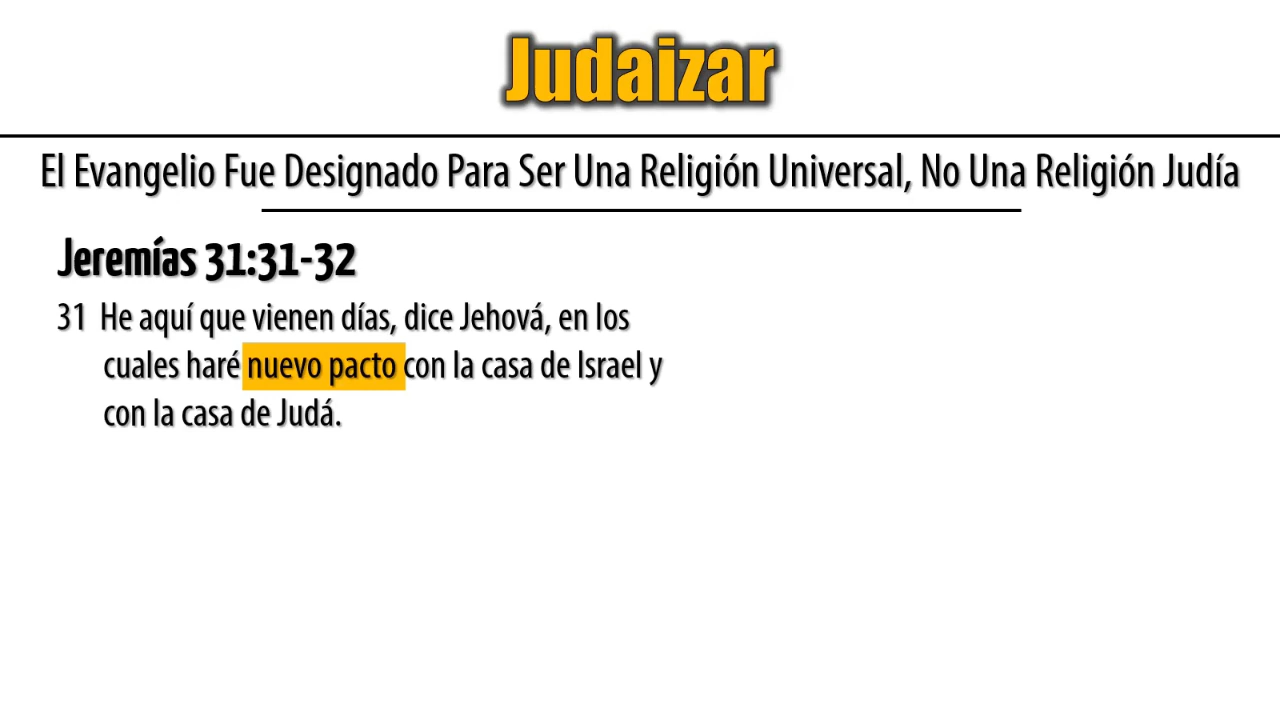 Judaizar
El Evangelio Fue Designado Para Ser Una Religión Universal, No Una Religión Judía
Jeremías 31:31-32
31 He aquí que vienen días, dice Jehová, en los
cuales haré nuevo pacto con la casa de Israel y
con la casa de Judá.